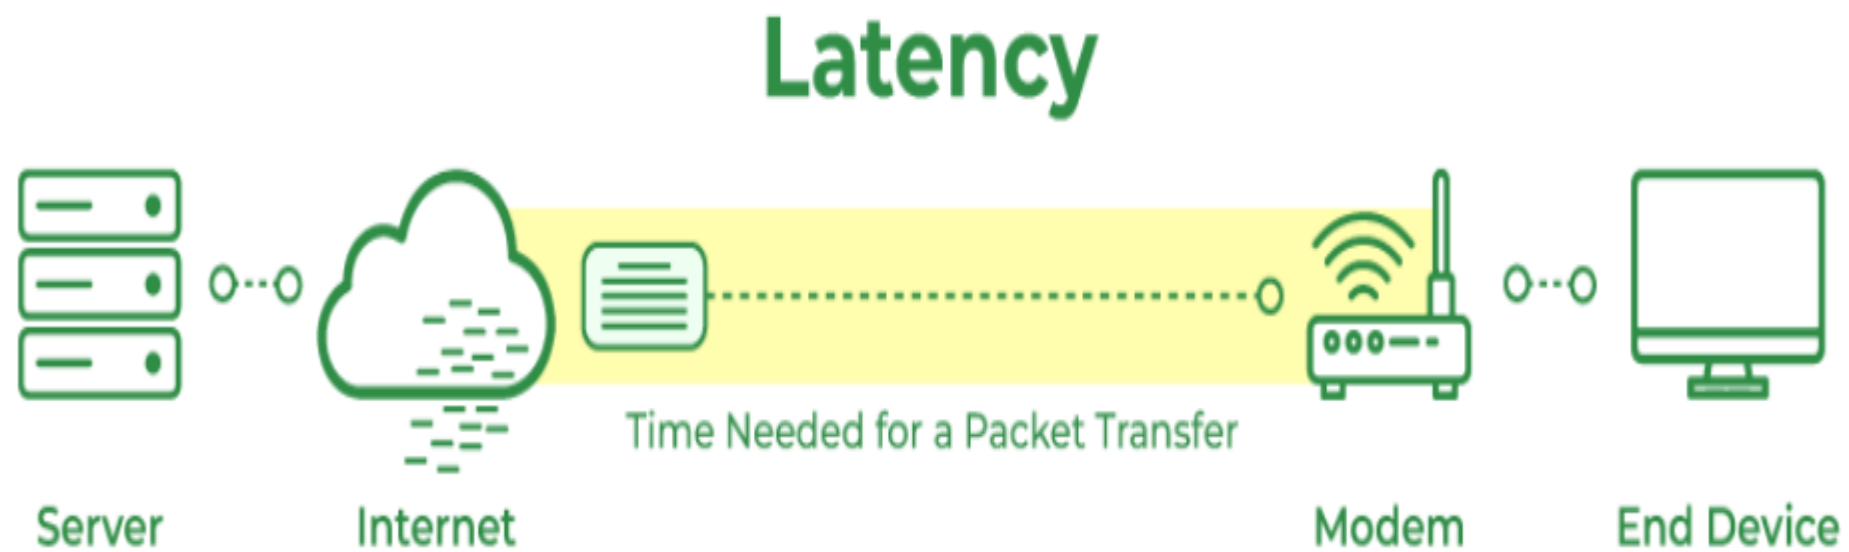 Latency
Time Needed for a Packet Transfer
Server
Internet
Modem
End Device